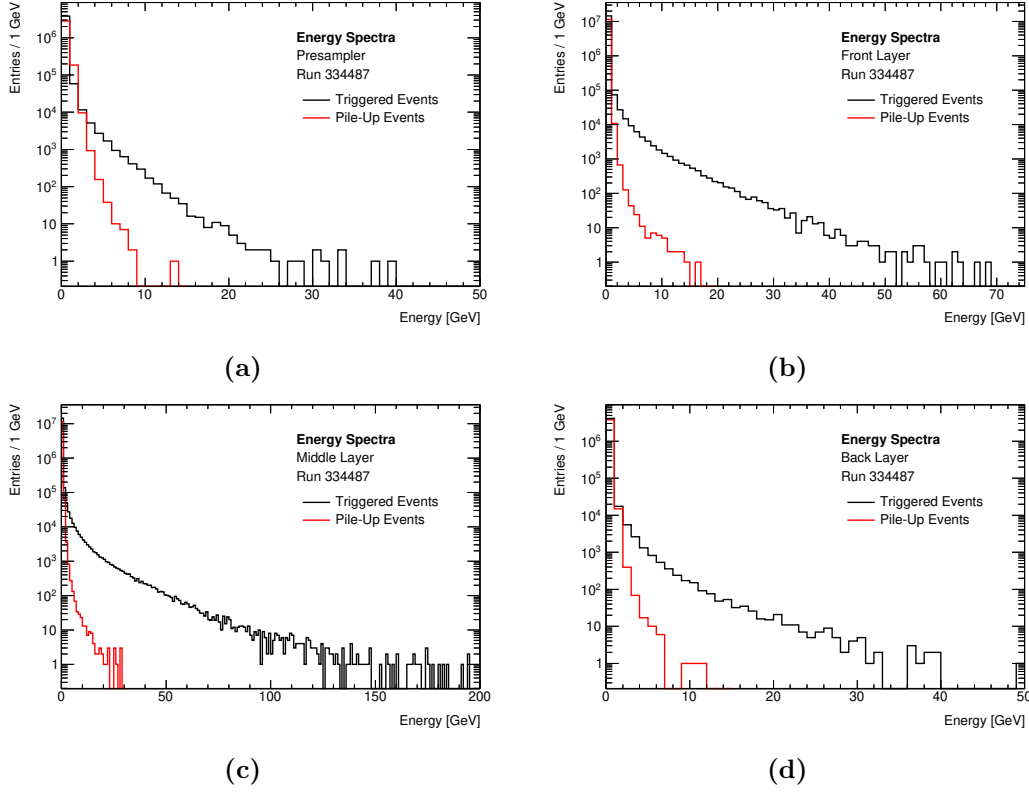 Entries / 1 GeV
10⁶
10⁵
10⁴
10³
10²
10
1
0 10 20 30 40 50
Energy [GeV]
Energy Spectra
Presampler
Run 334487
Triggered Events
Pile-Up Events
(a)
Entries / 1 GeV
10⁷
10⁶
10⁵
10⁴
10³
10²
10
1
0 10 20 30 40 50 60 70
Energy [GeV]
Energy Spectra
Front Layer
Run 334487
Triggered Events
Pile-Up Events
(b)
Entries / 1 GeV
10⁷
10⁶
10⁵
10⁴
10³
10²
10
1
0 50 100 150 200
Energy [GeV]
Energy Spectra
Middle Layer
Run 334487
Triggered Events
Pile-Up Events
(c)
Entries / 1 GeV
10⁶
10⁵
10⁴
10³
10²
10
1
0 10 20 30 40 50
Energy [GeV]
Energy Spectra
Back Layer
Run 334487
Triggered Events
Pile-Up Events
(d)